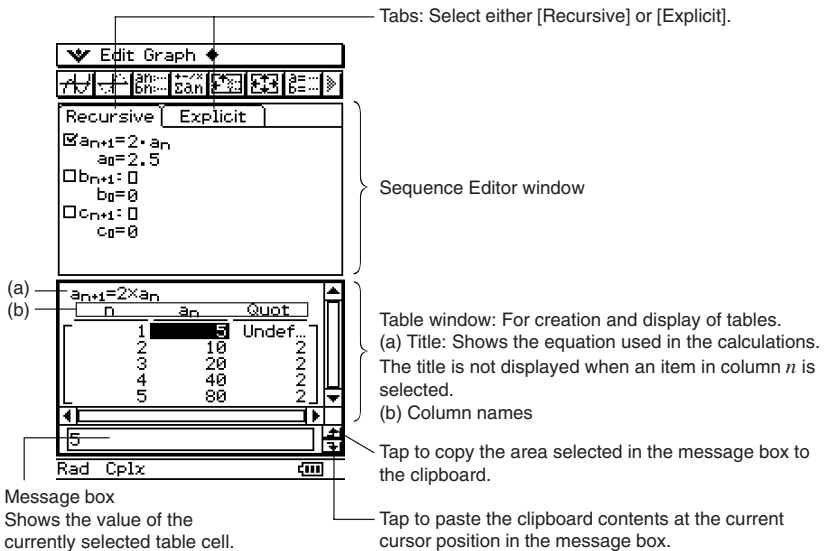 Tabs: Select either [Recursive] or [Explicit].
Edit Graph ◆
Recursive Explicit
aₙ₊₁=2·aₙ
a₀=2.5
bₙ₊₁:□
b₀=0
cₙ₊₁:□
c₀=0
Sequence Editor window
(a)
aₙ₊₁=2×aₙ
(b)
n aₙ Quot
1 5 Undef...
2 10 2
3 20 2
4 40 2
5 80 2
5
Rad Cplx
Table window: For creation and display of tables.
(a) Title: Shows the equation used in the calculations.
The title is not displayed when an item in column n is
selected.
(b) Column names
Tap to copy the area selected in the message box to
the clipboard.
Message box
Shows the value of the
currently selected table cell.
Tap to paste the clipboard contents at the current
cursor position in the message box.